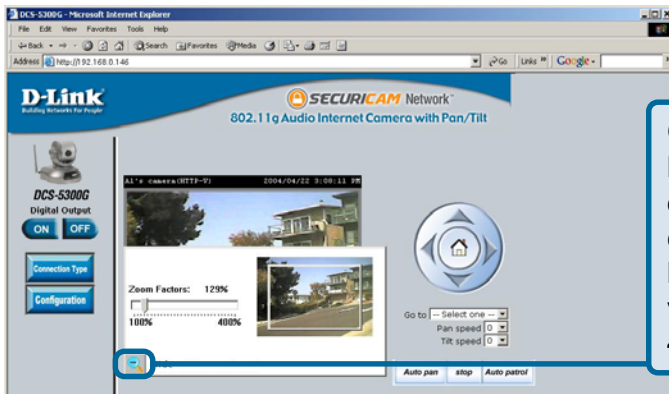 DCS-5300G - Microsoft Internet Explorer
File Edit View Favorites Tools Help
Back Search Favorites Media
Address http://192.168.0.146 Go Links Google
D-Link
Building Networks for People
SECURICAM Network™
802.11g Audio Internet Camera with Pan/Tilt
DCS-5300G
Digital Output
ON OFF
Connection Type
Configuration
Al's camera(HTTP-V) 2004/04/22 3:08:11 PM
Zoom Factors: 129%
100% 400%
Go to -- Select one --
Pan speed 0
Tilt speed 0
Auto pan stop Auto patrol